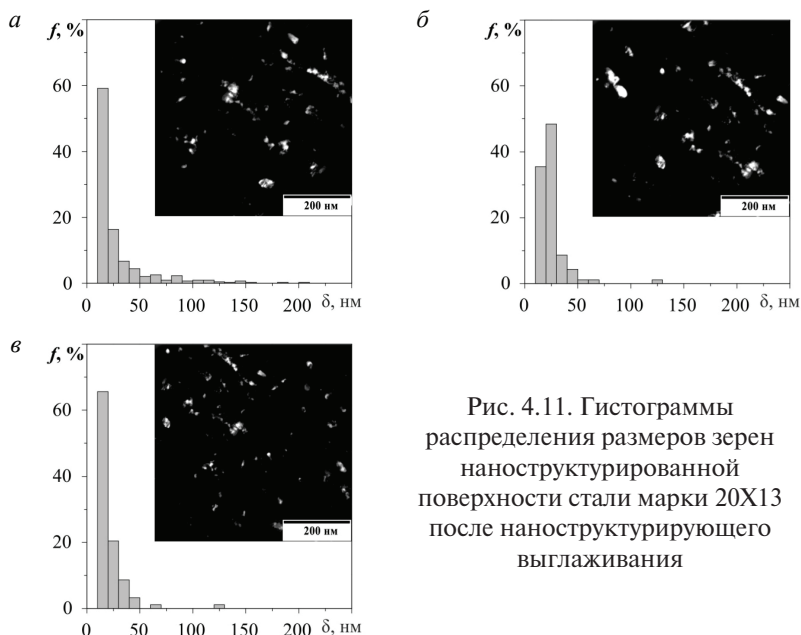 а
f, %
60
40
20
0
0 50 100 150 200 δ, нм
200 нм
б
f, %
60
40
20
0
0 50 100 150 200 δ, нм
200 нм
в
f, %
60
40
20
0
0 50 100 150 200 δ, нм
200 нм
Рис. 4.11. Гистограммы
распределения размеров зерен
наноструктурированной
поверхности стали марки 20Х13
после наноструктурирующего
выглаживания